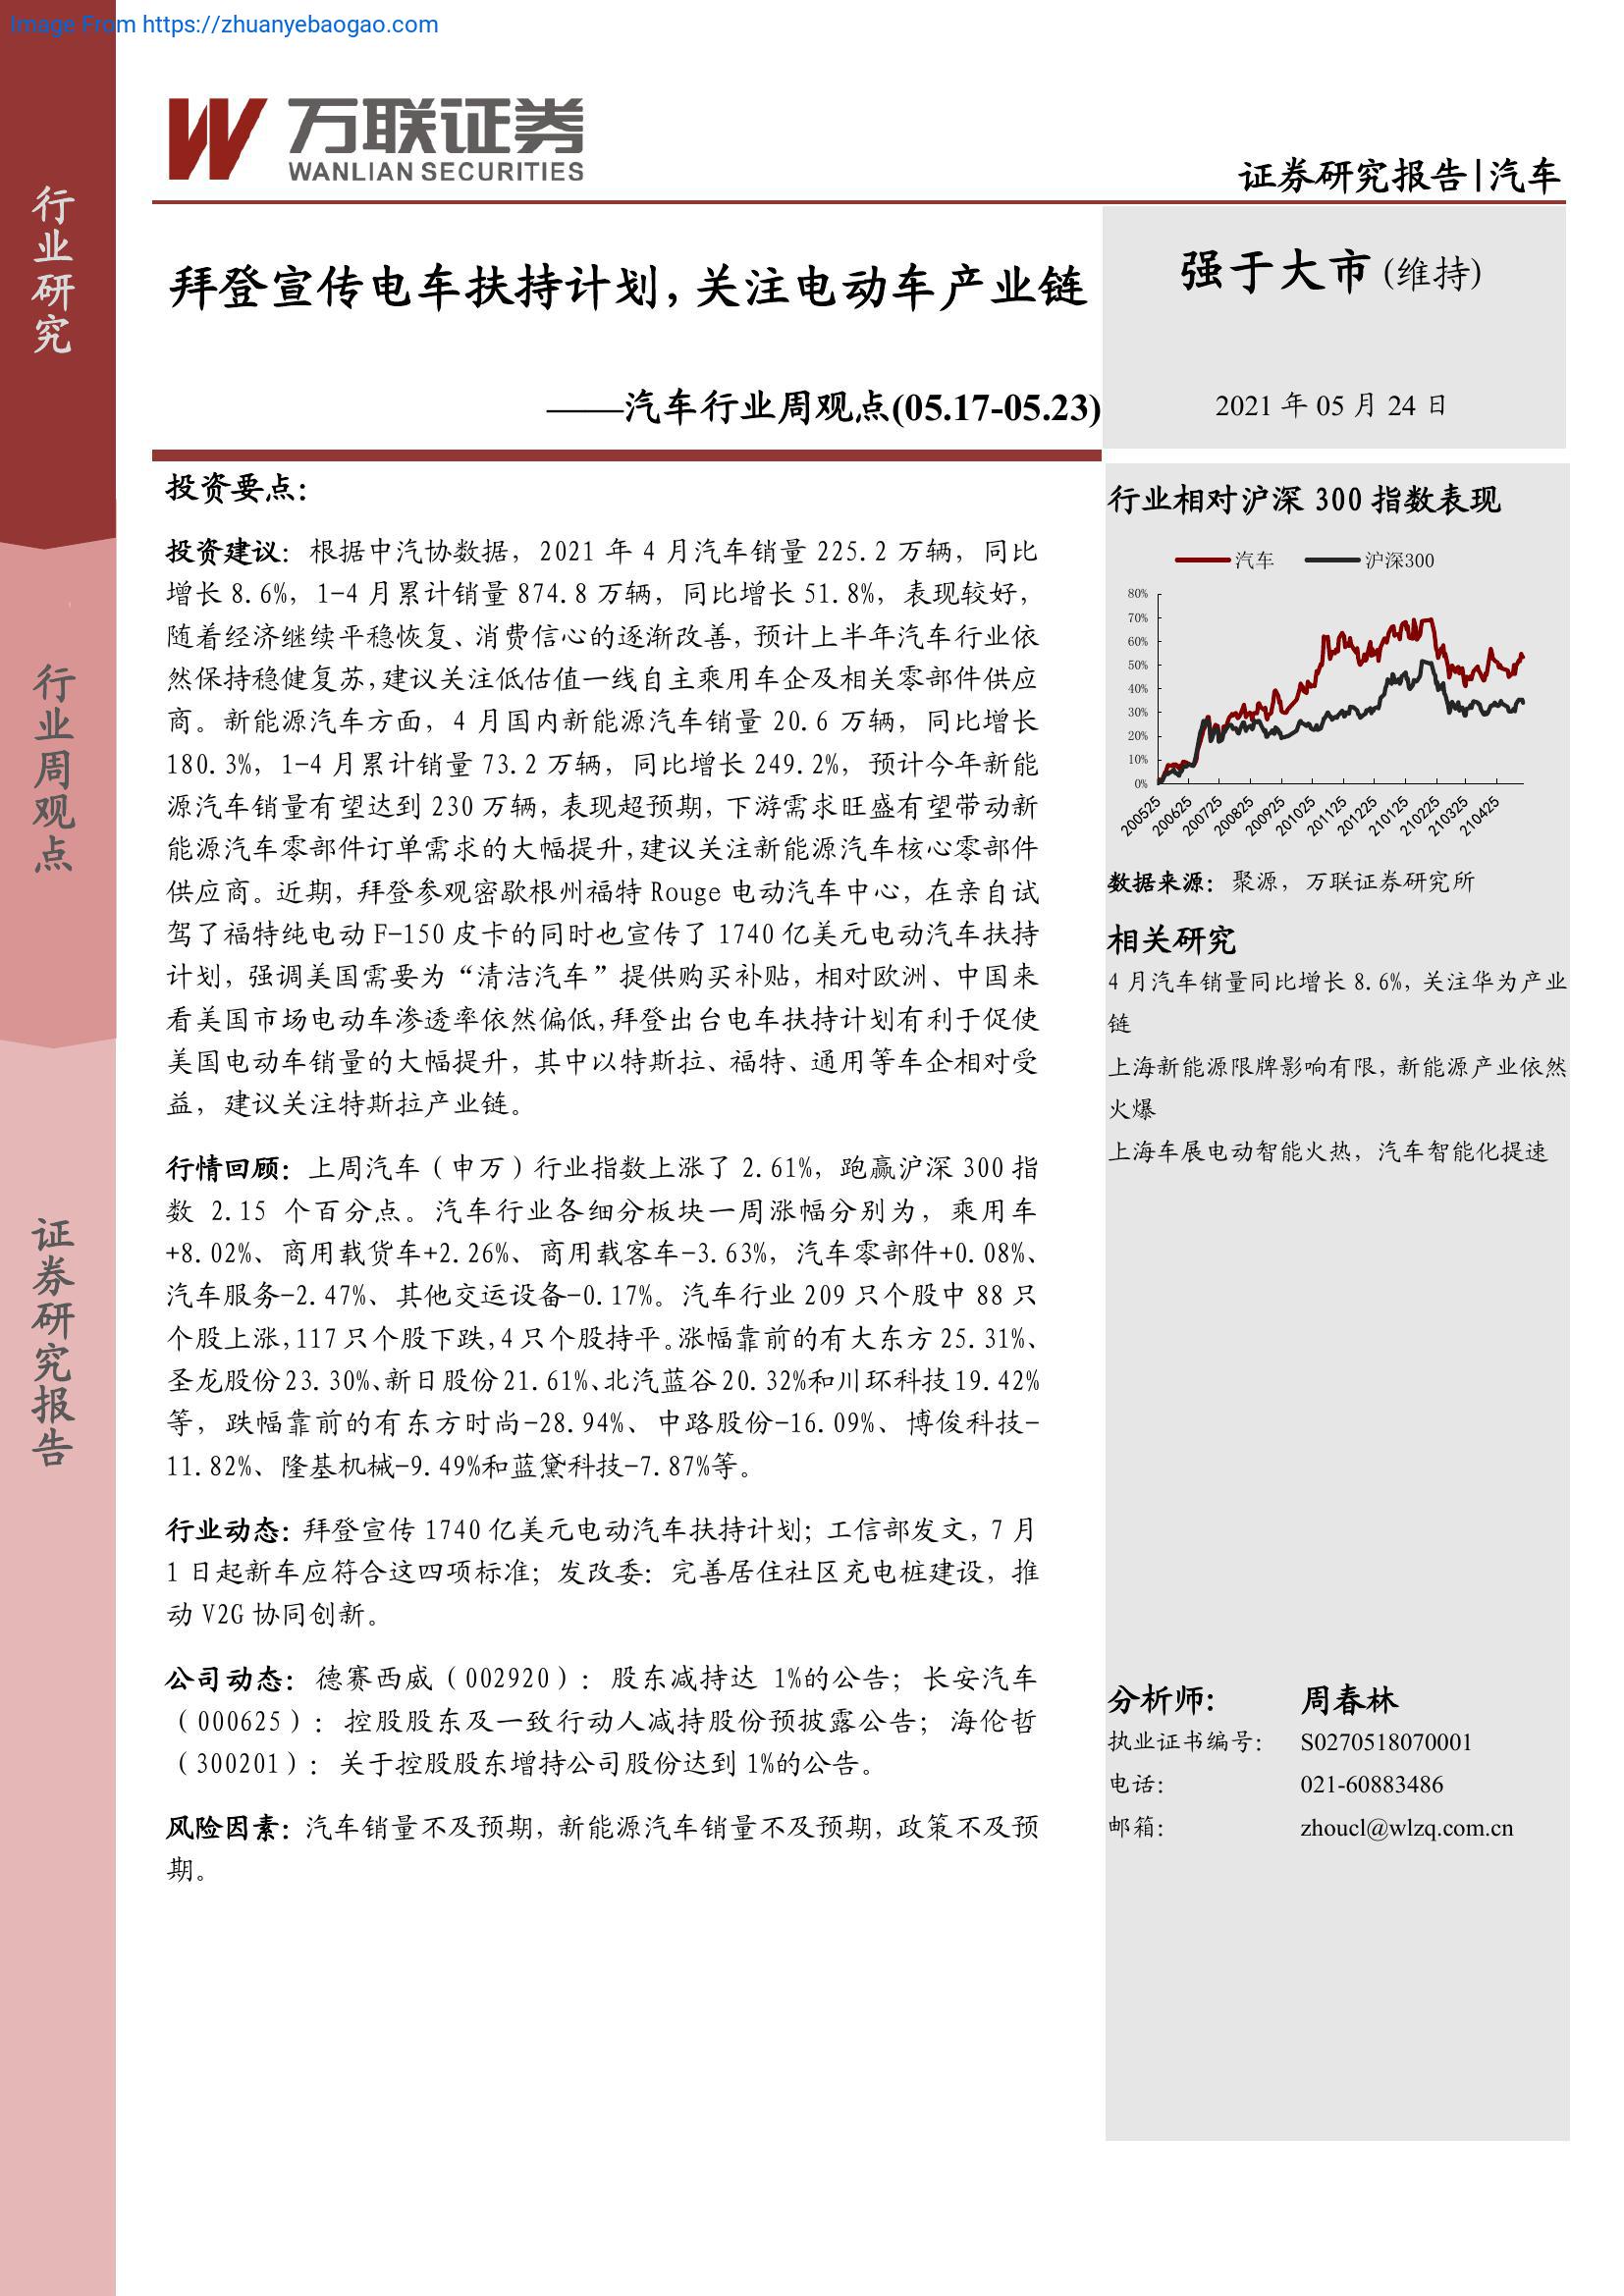 Image From https://zhuanyebaogao.com
万联证券
WANLIAN SECURITIES
证券研究报告|汽车
行业研究
行业周观点
证券研究报告
拜登宣传电车扶持计划,关注电动车产业链
——汽车行业周观点(05.17-05.23)
强于大市(维持)
2021 年 05 月 24 日
投资要点:
投资建议: 根据中汽协数据, 2021 年 4 月汽车销量 225.2 万辆, 同比
增长 8.6%, 1-4 月累计销量 874.8 万辆, 同比增长 51.8%, 表现较好,
随着经济继续平稳恢复、消费信心的逐渐改善, 预计上半年汽车行业依
然保持稳健复苏,建议关注低估值一线自主乘用车企及相关零部件供应
商。新能源汽车方面, 4 月国内新能源汽车销量 20.6 万辆, 同比增长
180.3%, 1-4 月累计销量 73.2 万辆, 同比增长 249.2%, 预计今年新能
源汽车销量有望达到 230 万辆, 表现超预期, 下游需求旺盛有望带动新
能源汽车零部件订单需求的大幅提升,建议关注新能源汽车核心零部件
供应商。近期, 拜登参观密歇根州福特 Rouge 电动汽车中心, 在亲自试
驾了福特纯电动 F-150 皮卡的同时也宣传了 1740 亿美元电动汽车扶持
计划, 强调美国需要为“清洁汽车”提供购买补贴, 相对欧洲、中国来
看美国市场电动车渗透率依然偏低,拜登出台电车扶持计划有利于促使
美国电动车销量的大幅提升, 其中以特斯拉、福特、通用等车企相对受
益, 建议关注特斯拉产业链。
行情回顾: 上周汽车(申万)行业指数上涨了 2.61%, 跑赢沪深 300 指
数 2.15 个百分点。汽车行业各细分板块一周涨幅分别为, 乘用车
+8.02%、商用载货车+2.26%、商用载客车-3.63%, 汽车零部件+0.08%、
汽车服务-2.47%、其他交运设备-0.17%。汽车行业 209 只个股中 88 只
个股上涨,117 只个股下跌,4 只个股持平。涨幅靠前的有大东方 25.31%、
圣龙股份 23.30%、新日股份 21.61%、北汽蓝谷 20.32%和川环科技 19.42%
等, 跌幅靠前的有东方时尚-28.94%、中路股份-16.09%、博俊科技-
11.82%、隆基机械-9.49%和蓝黛科技-7.87%等。
行业动态: 拜登宣传 1740 亿美元电动汽车扶持计划; 工信部发文, 7 月
1 日起新车应符合这四项标准; 发改委: 完善居住社区充电桩建设, 推
动 V2G 协同创新。
公司动态: 德赛西威(002920): 股东减持达 1%的公告; 长安汽车
(000625): 控股股东及一致行动人减持股份预披露公告; 海伦哲
(300201): 关于控股股东增持公司股份达到 1%的公告。
风险因素: 汽车销量不及预期, 新能源汽车销量不及预期, 政策不及预
期。
行业相对沪深 300 指数表现
汽车 沪深300
80%
70%
60%
50%
40%
30%
20%
10%
0%
200525 200625 200725 200825 200925 201025 201125 201225 210125 210225 210325 210425
数据来源: 聚源, 万联证券研究所
相关研究
4 月汽车销量同比增长 8.6%, 关注华为产业
链
上海新能源限牌影响有限, 新能源产业依然
火爆
上海车展电动智能火热, 汽车智能化提速
分析师: 周春林
执业证书编号: S0270518070001
电话: 021-60883486
邮箱: zhoucl@wlzq.com.cn